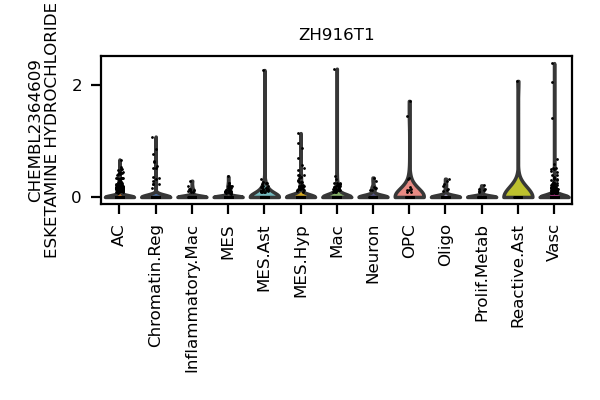 ZH916T1
CHEMBL2364609
ESKETAMINE HYDROCHLORIDE
2
0
AC
Chromatin.Reg
Inflammatory.Mac
MES
MES.Ast
MES.Hyp
Mac
Neuron
OPC
Oligo
Prolif.Metab
Reactive.Ast
Vasc